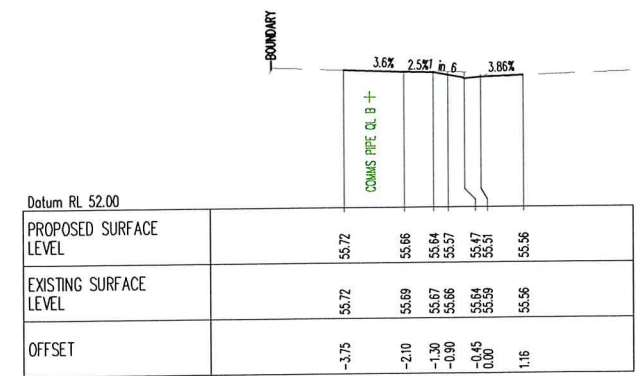 BOUNDARY
3.6% 2.5% 1 in 6 3.86%
COMMS PIPE QL B
Datum RL 52.00
PROPOSED SURFACE LEVEL 55.72 55.66 55.64 55.57 55.47 55.51 55.56
EXISTING SURFACE LEVEL 55.72 55.69 55.67 55.66 55.64 55.59 55.56
OFFSET -3.75 -2.10 -1.30 -0.90 -0.45 0.00 1.16